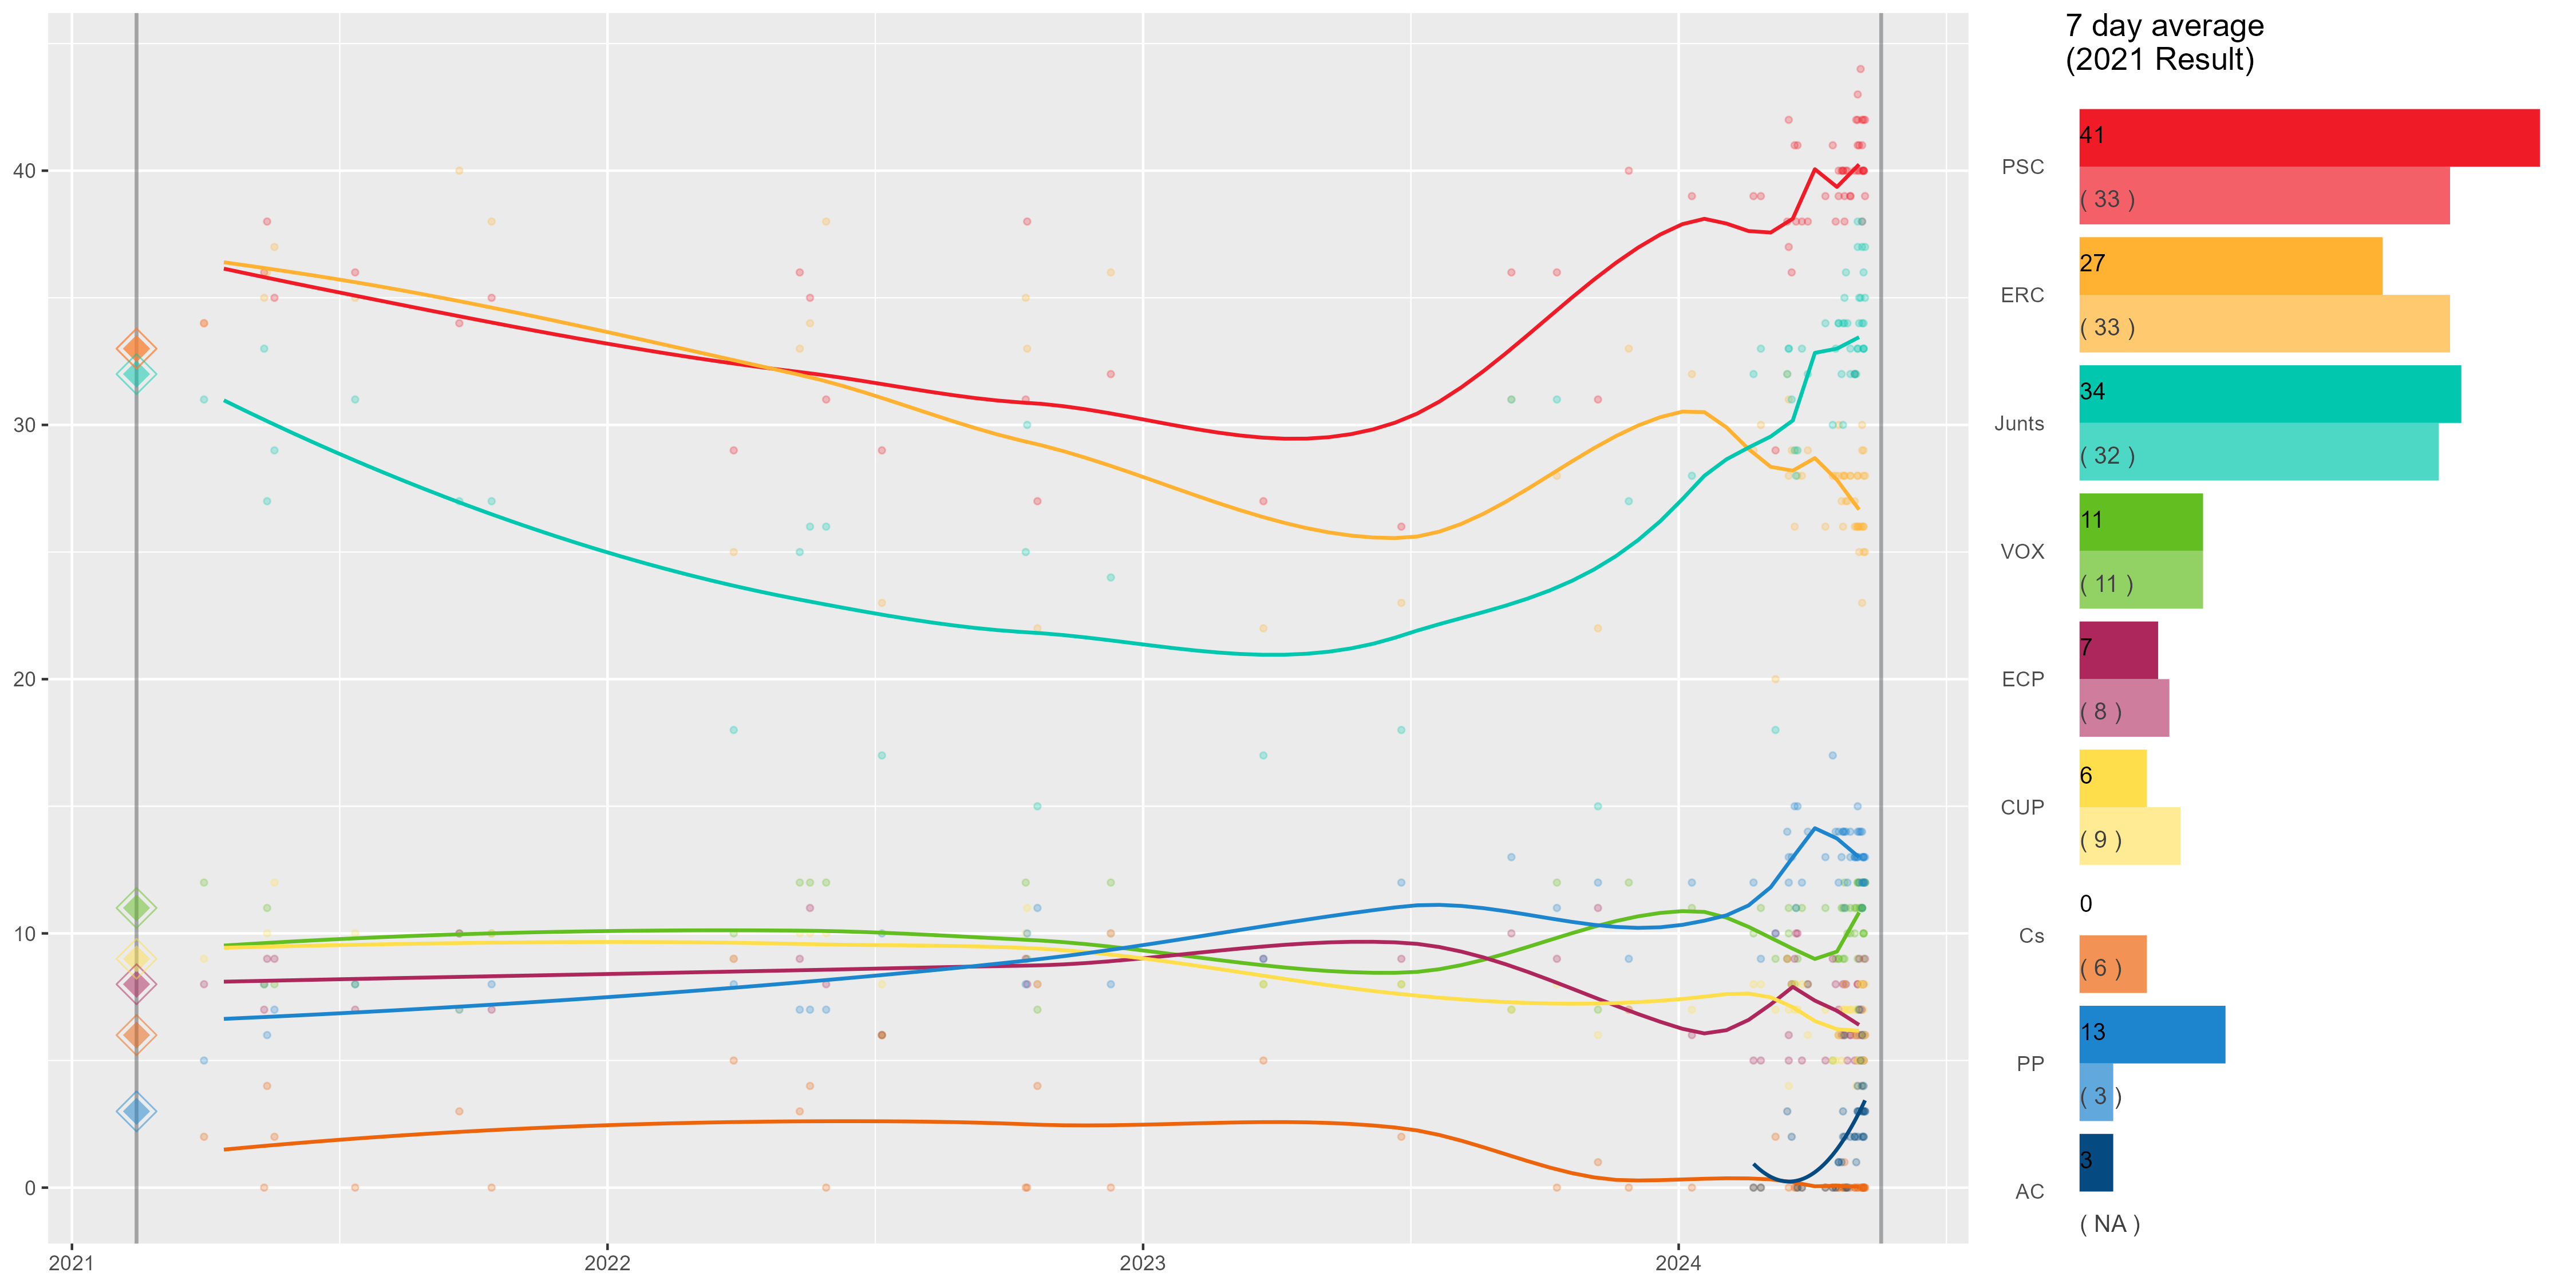 7 day average
(2021 Result)
40
30
20
10
0
2021
2022
2023
2024
PSC
41
( 33 )
ERC
27
( 33 )
Junts
34
( 32 )
VOX
11
( 11 )
ECP
7
( 8 )
CUP
6
( 9 )
Cs
0
( 6 )
PP
13
( 3 )
AC
3
( NA )